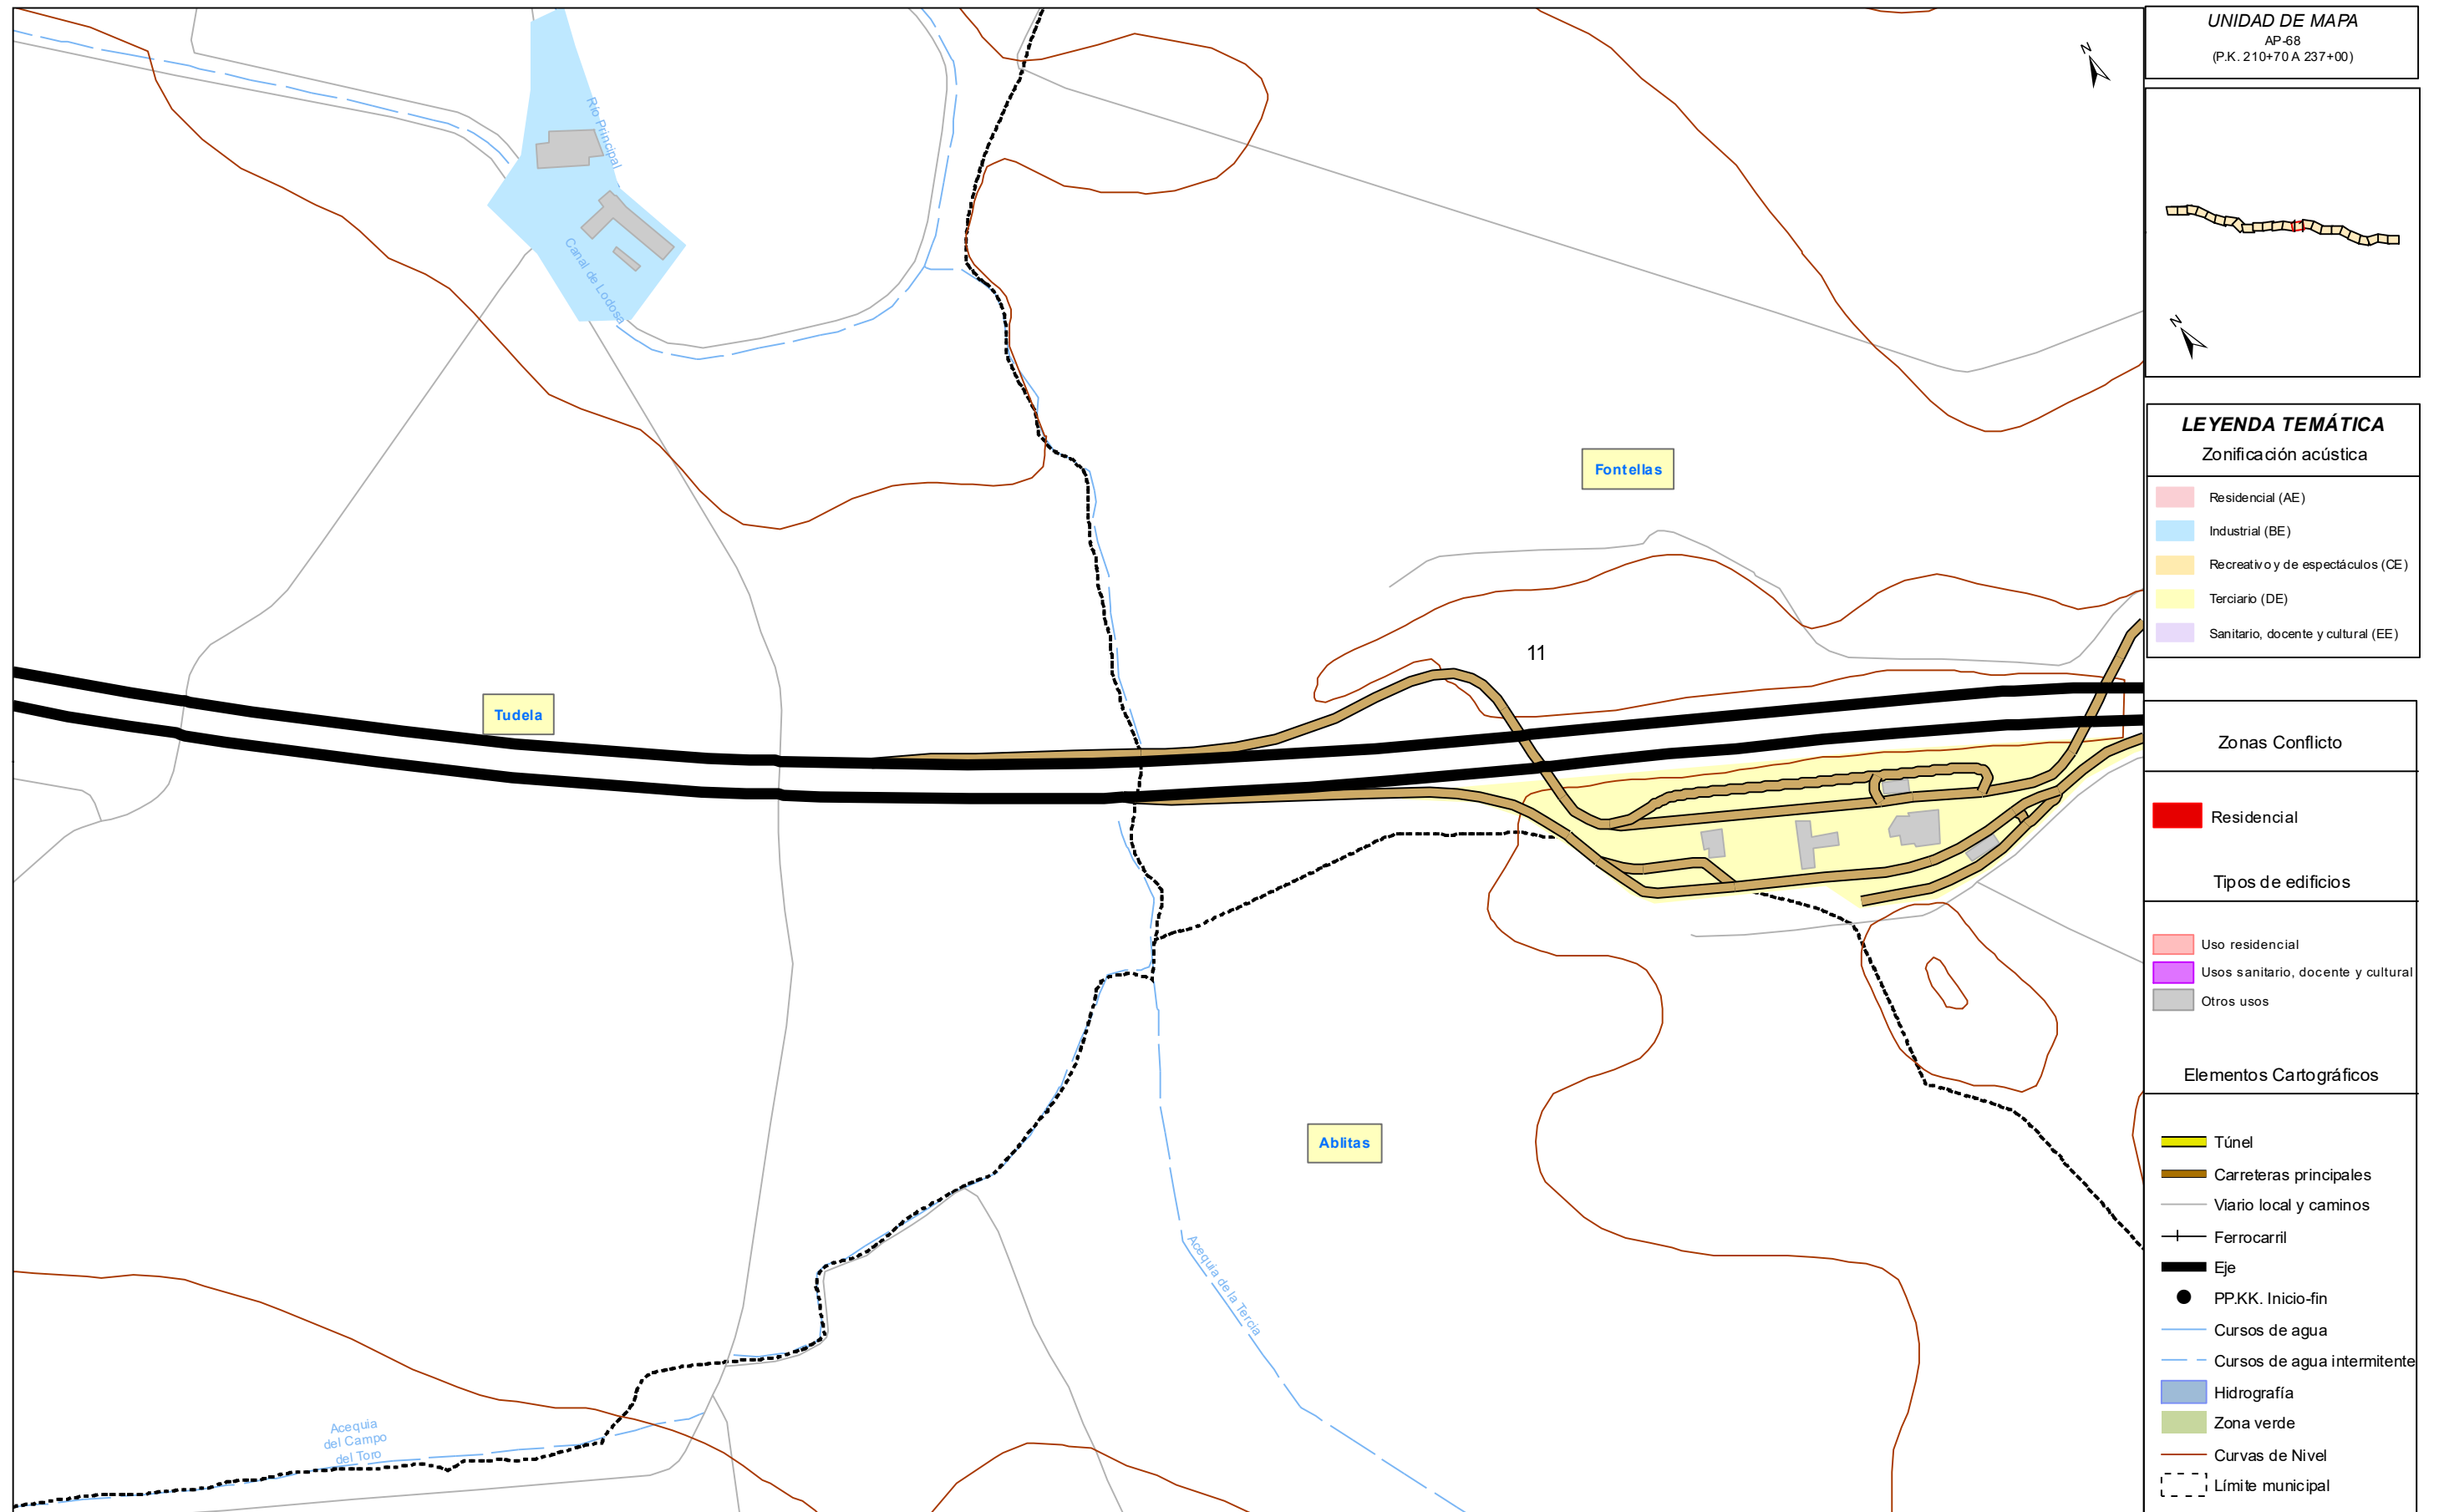 UNIDAD DE MAPA
AP-68
(P.K. 210+70 A 237+00)
N
N
LEYENDA TEMÁTICA
Zonificación acústica
Residencial (AE)
Industrial (BE)
Recreativo y de espectáculos (CE)
Terciario (DE)
Sanitario, docente y cultural (EE)
Zonas Conflicto
Residencial
Tipos de edificios
Uso residencial
Usos sanitario, docente y cultural
Otros usos
Elementos Cartográficos
Túnel
Carreteras principales
Viario local y caminos
Ferrocarril
Eje
PP.KK. Inicio-fin
Cursos de agua
Cursos de agua intermitente
Hidrografía
Zona verde
Curvas de Nivel
Límite municipal
Río Principal
Canal de Lodosa
Fontellas
11
Tudela
Ablitas
Acequia de la Tercia
Acequia
del Campo
del Toro